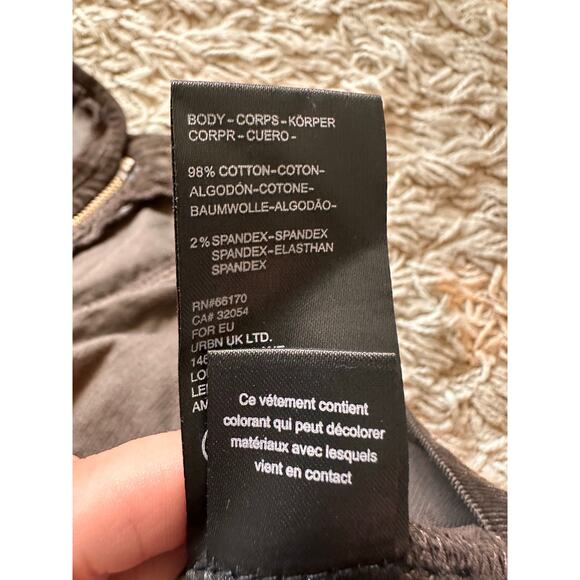 BODY-CORPS-KÖRPER
CORPR-CUERO-
98% COTTON-COTON-
ALGODÓN-COTONE-
BAUMWOLLE-ALGODÃO-
2% SPANDEX-SPANDEX
SPANDEX-ELASTHAN
SPANDEX
RN#66170
CA# 32054
FOR EU
URBN UK LTD.
Ce vétement contient
colorant qui peut décolorer
matériaux avec lesquels
vient en contact